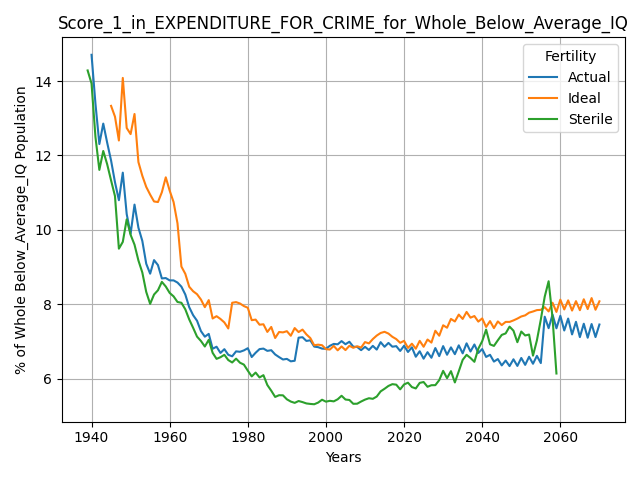 Score_1_in_EXPENDITURE_FOR_CRIME_for_Whole_Below_Average_IQ
% of Whole Below_Average_IQ Population
Fertility
Actual
Ideal
Sterile
14
12
10
8
6
1940 1960 1980 2000 2020 2040 2060
Years